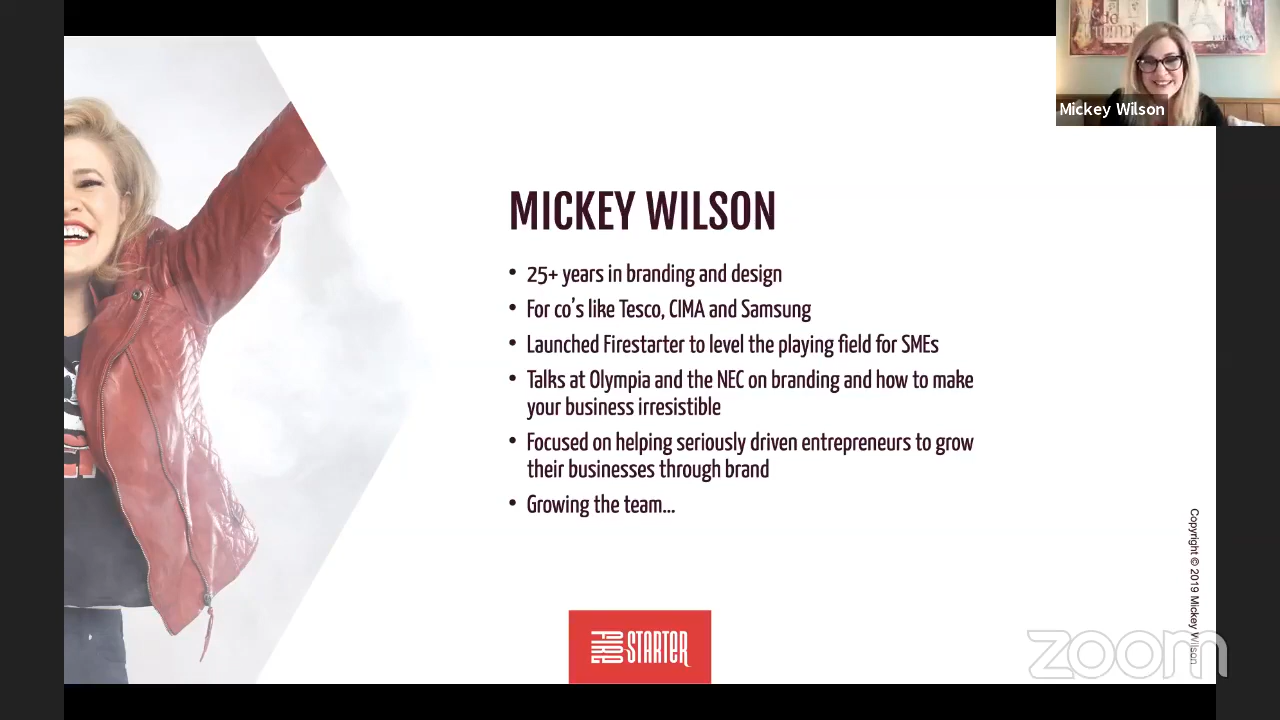 Mickey Wilson
MICKEY WILSON
• 25+ years in branding and design
• For co's like Tesco, CIMA and Samsung
• Launched Firestarter to level the playing field for SMEs
• Talks at Olympia and the NEC on branding and how to make
your business irresistible
• Focused on helping seriously driven entrepreneurs to grow
their businesses through brand
• Growing the team...
Copyright © 2019 Mickey Wilson
FIRE STARTER
zoom